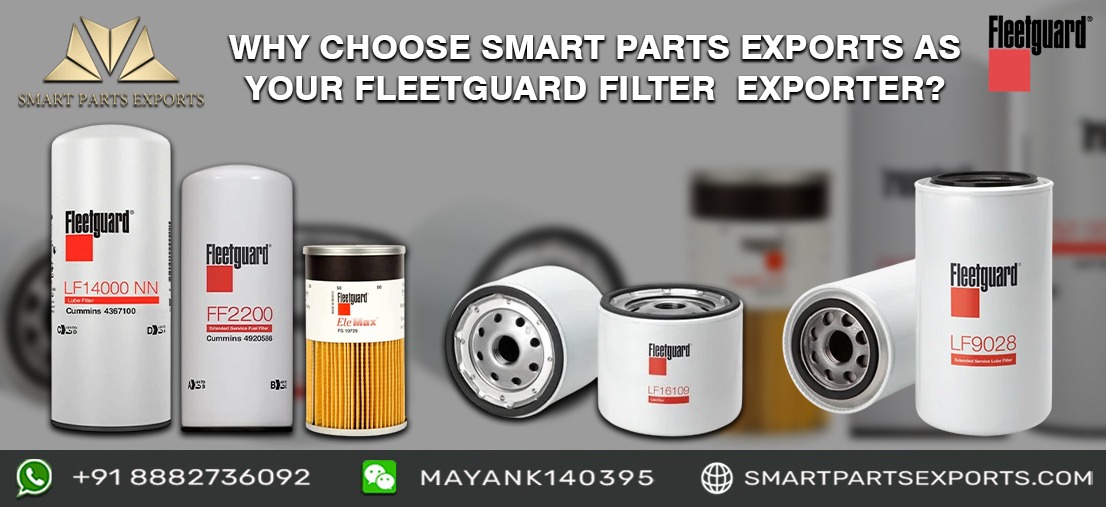 SMART PARTS EXPORTS
WHY CHOOSE SMART PARTS EXPORTS AS
YOUR FLEETGUARD FILTER EXPORTER?
Fleetguard®
Fleetguard®
LF14000 NN
Lube Filter
Cummins 4367100
Fleetguard®
FF2200
Extended Service Fuel Filter
Cummins 4920586
Fleetguard®
EleMax™
FS 19729
Fleetguard®
LF16109
Fleetguard®
LF9028
Extended Service Lube Filter
+91 8882736092
MAYANK140395
SMARTPARTSEXPORTS.COM